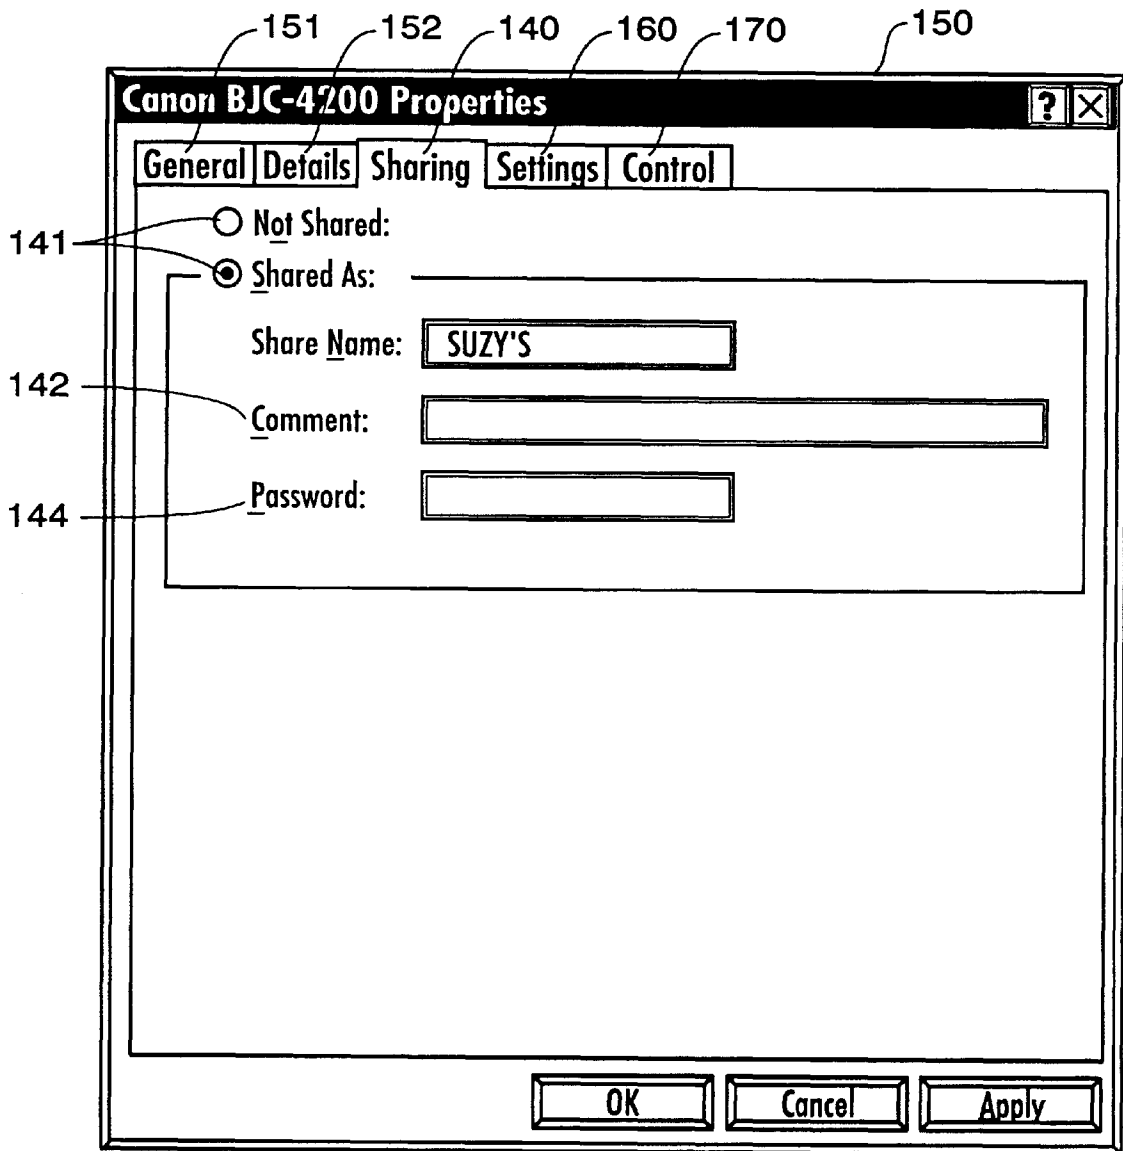 151 152 140 160 170 150
Canon BJC-4200 Properties ? X
General Details Sharing Settings Control
Not Shared:
141
Shared As:
Share Name: SUZY'S
142
Comment:
Password:
144
OK Cancel Apply